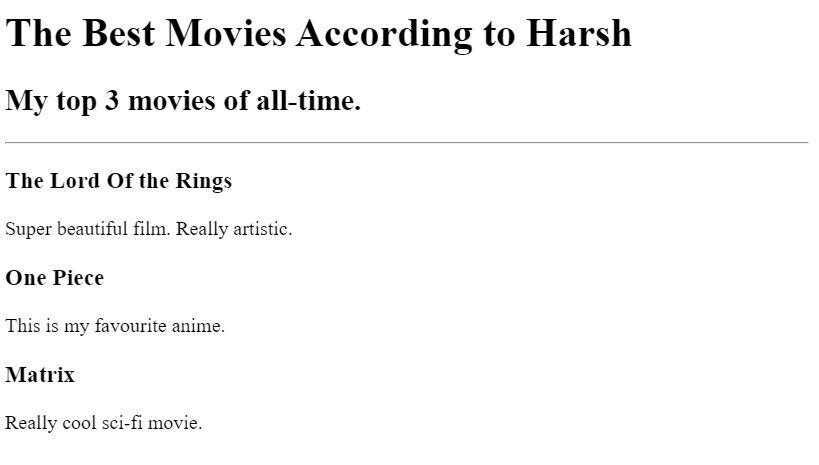 The Best Movies According to Harsh
My top 3 movies of all-time.
The Lord Of the Rings
Super beautiful film. Really artistic.
One Piece
This is my favourite anime.
Matrix
Really cool sci-fi movie.